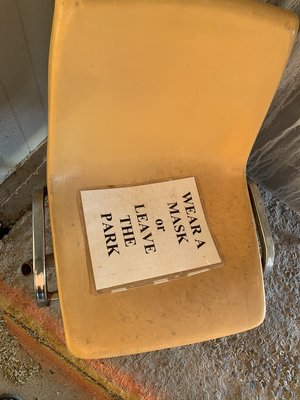 WEAR A
MASK
or
LEAVE
THE
PARK